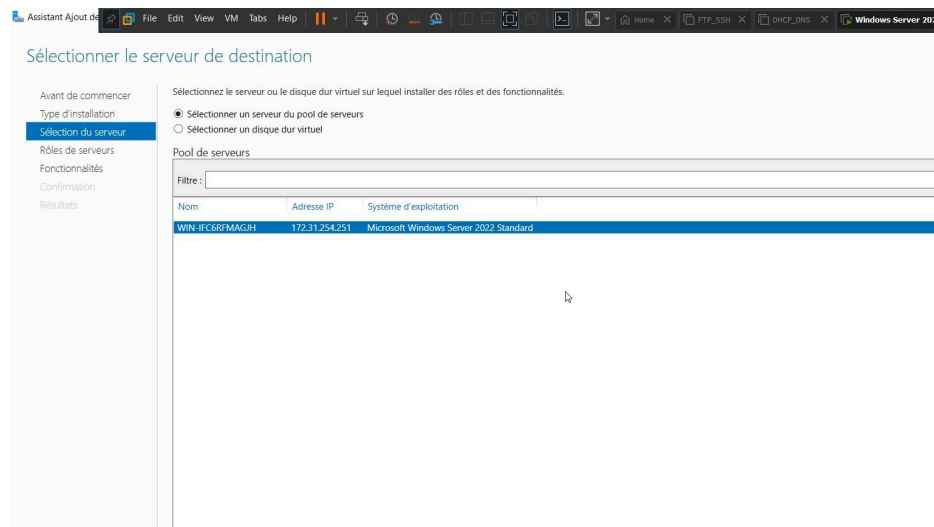 Assistant Ajout de
File Edit View VM Tabs Help
Home
FTP_SSH
DHCP_DNS
Windows Server 202
Sélectionner le serveur de destination
Avant de commencer
Type d'installation
Sélection du serveur
Rôles de serveurs
Fonctionnalités
Confirmation
Résultats
Sélectionnez le serveur ou le disque dur virtuel sur lequel installer des rôles et des fonctionnalités.
Sélectionner un serveur du pool de serveurs
Sélectionner un disque dur virtuel
Pool de serveurs
Filtre :
Nom Adresse IP Système d'exploitation
WIN-IFC6RFMAGJH 172.31.254.251 Microsoft Windows Server 2022 Standard